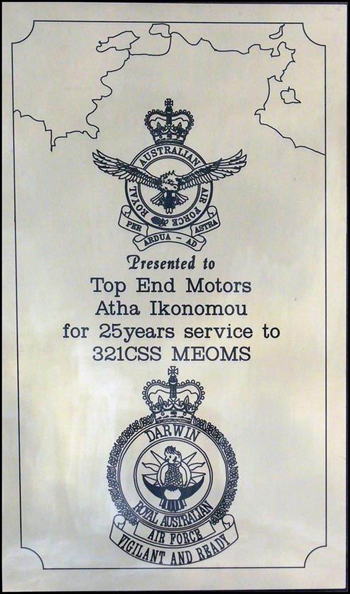 ROYAL AUSTRALIAN AIR FORCE
PER ARDUA - AD ASTRA
Presented to
Top End Motors
Atha Ikonomou
for 25years service to
321CSS MEOMS
DARWIN
ROYAL AUSTRALIAN
AIR FORCE
VIGILANT AND READY